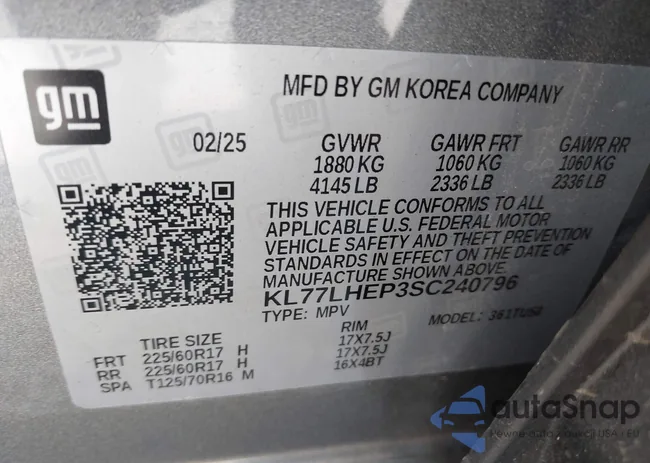 gm
MFD BY GM KOREA COMPANY
02/25 GVWR GAWR FRT GAWR RR
1880 KG 1060 KG 1060 KG
4145 LB 2336 LB 2336 LB
THIS VEHICLE CONFORMS TO ALL
APPLICABLE U.S. FEDERAL MOTOR
VEHICLE SAFETY AND THEFT PREVENTION
STANDARDS IN EFFECT ON THE DATE OF
MANUFACTURE SHOWN ABOVE.
KL77LHEP3SC240796
TYPE: MPV MODEL:
TIRE SIZE RIM
FRT 225/60R17 H 17X7.5J
RR 225/60R17 H 17X7.5J
SPA T125/70R16 M 16X4BT
autaSnap